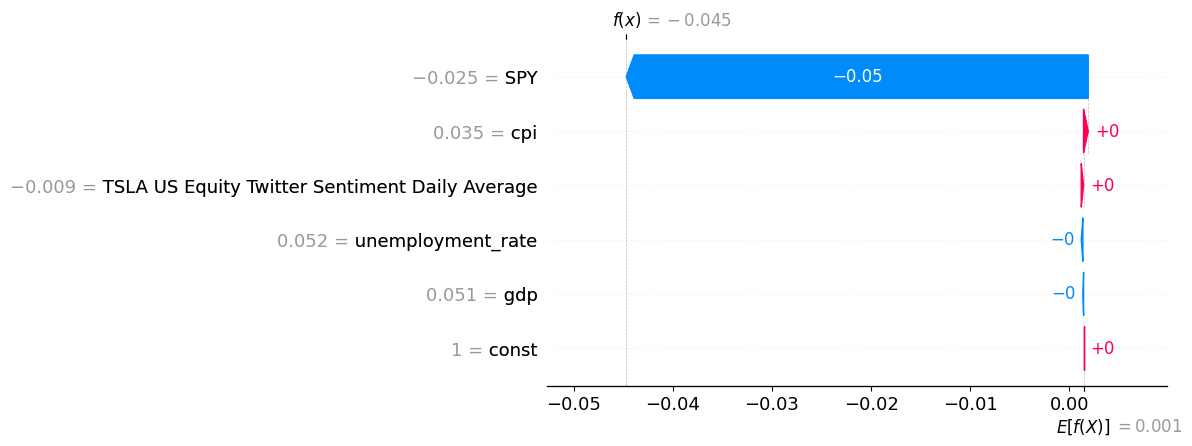 f(x) = −0.045
−0.025 = SPY
−0.05
0.035 = cpi
+0
−0.009 = TSLA US Equity Twitter Sentiment Daily Average
+0
0.052 = unemployment_rate
−0
0.051 = gdp
−0
1 = const
+0
−0.05 −0.04 −0.03 −0.02 −0.01 0.00
E[f(X)] = 0.001